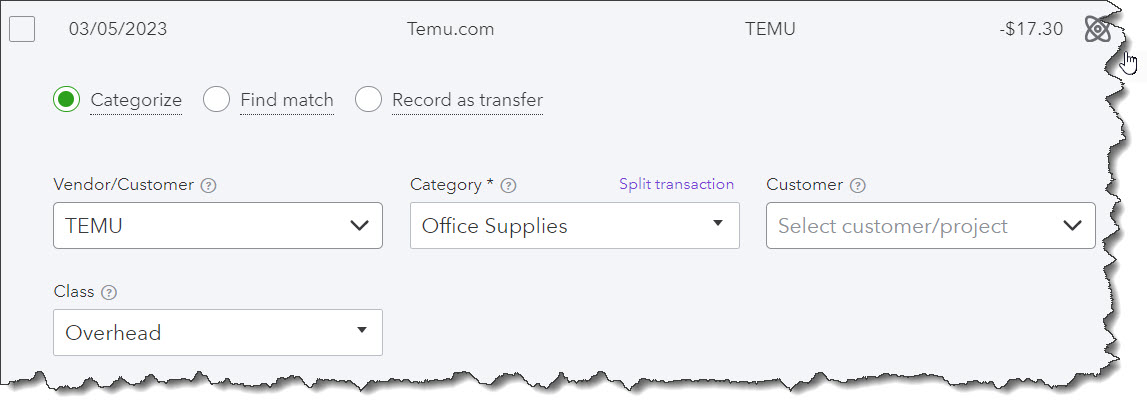 03/05/2023 Temu.com TEMU -$17.30
Categorize Find match Record as transfer
Vendor/Customer ? Category * ? Split transaction Customer ?
TEMU Office Supplies Select customer/project
Class ?
Overhead